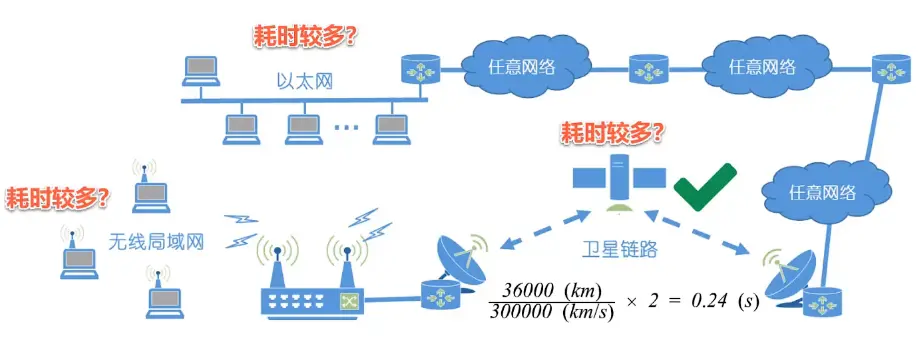 耗时较多?
以太网
任意网络
任意网络
耗时较多?
耗时较多?
任意网络
无线局域网
卫星链路
36000 (km)
300000 (km/s) × 2 = 0.24 (s)